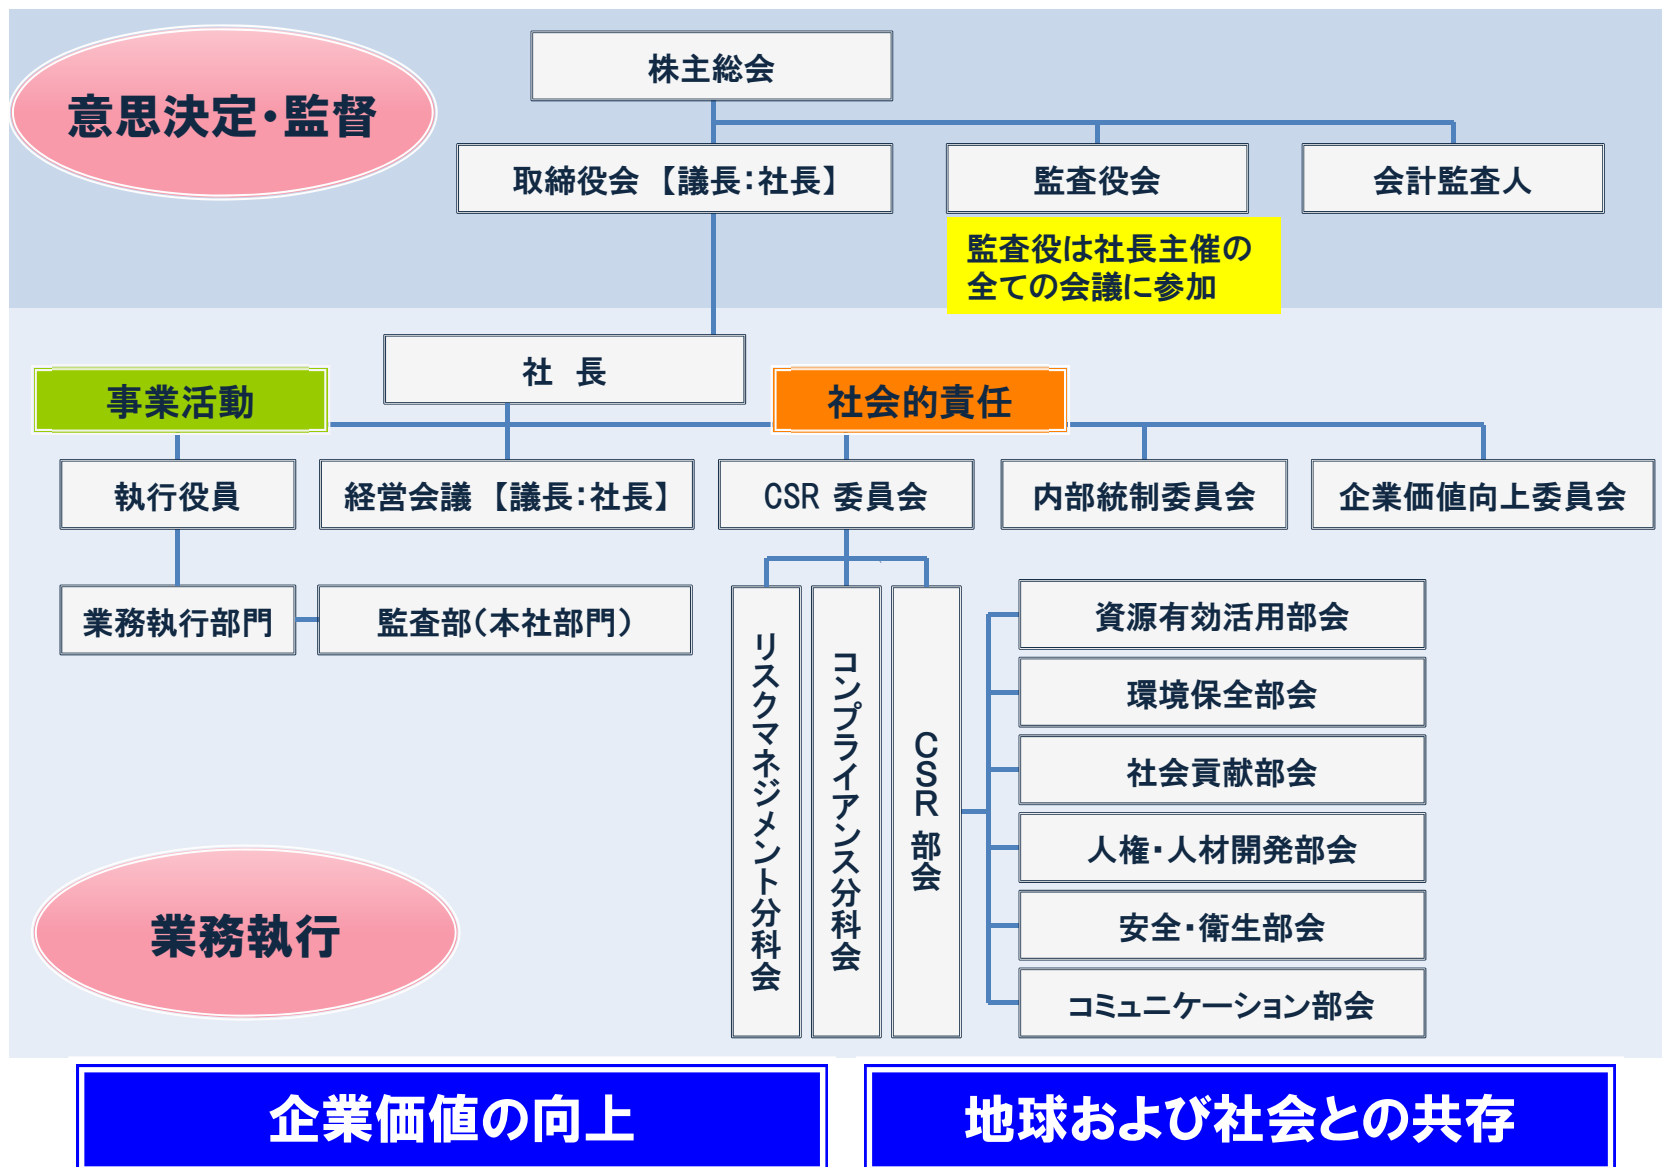 意思決定・監督
株主総会
取締役会【議長：社長】
監査役会
会計監査人
監査役は社長主催の
全ての会議に参加
社　長
事業活動
社会的責任
執行役員
経営会議【議長：社長】
CSR 委員会
内部統制委員会
企業価値向上委員会
業務執行部門
監査部（本社部門）
リスクマネジメント分科会
コンプライアンス分科会
CSR部会
資源有効活用部会
環境保全部会
社会貢献部会
人権・人材開発部会
安全・衛生部会
コミュニケーション部会
業務執行
企業価値の向上
地球および社会との共存